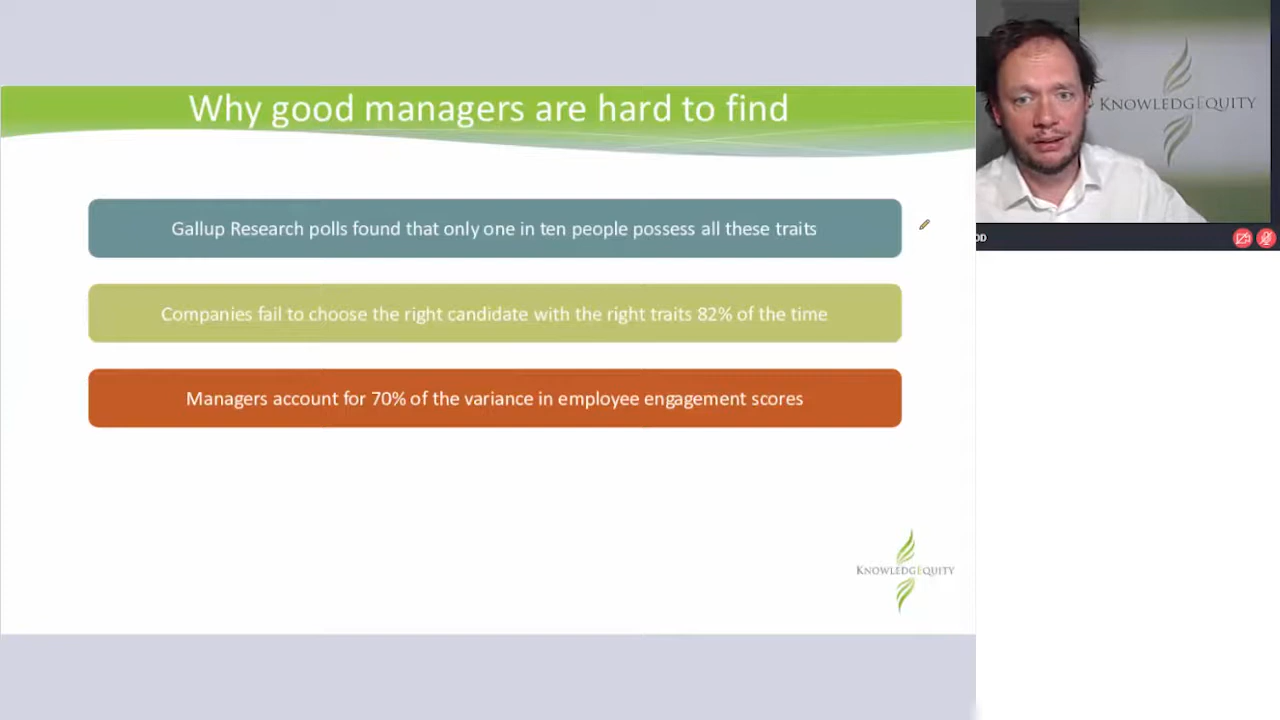 Why good managers are hard to find
Gallup Research polls found that only one in ten people possess all these traits
Companies fail to choose the right candidate with the right traits 82% of the time
Managers account for 70% of the variance in employee engagement scores
KNOWLEDGEQUITY
KNOWLEDGEQUITY
OD